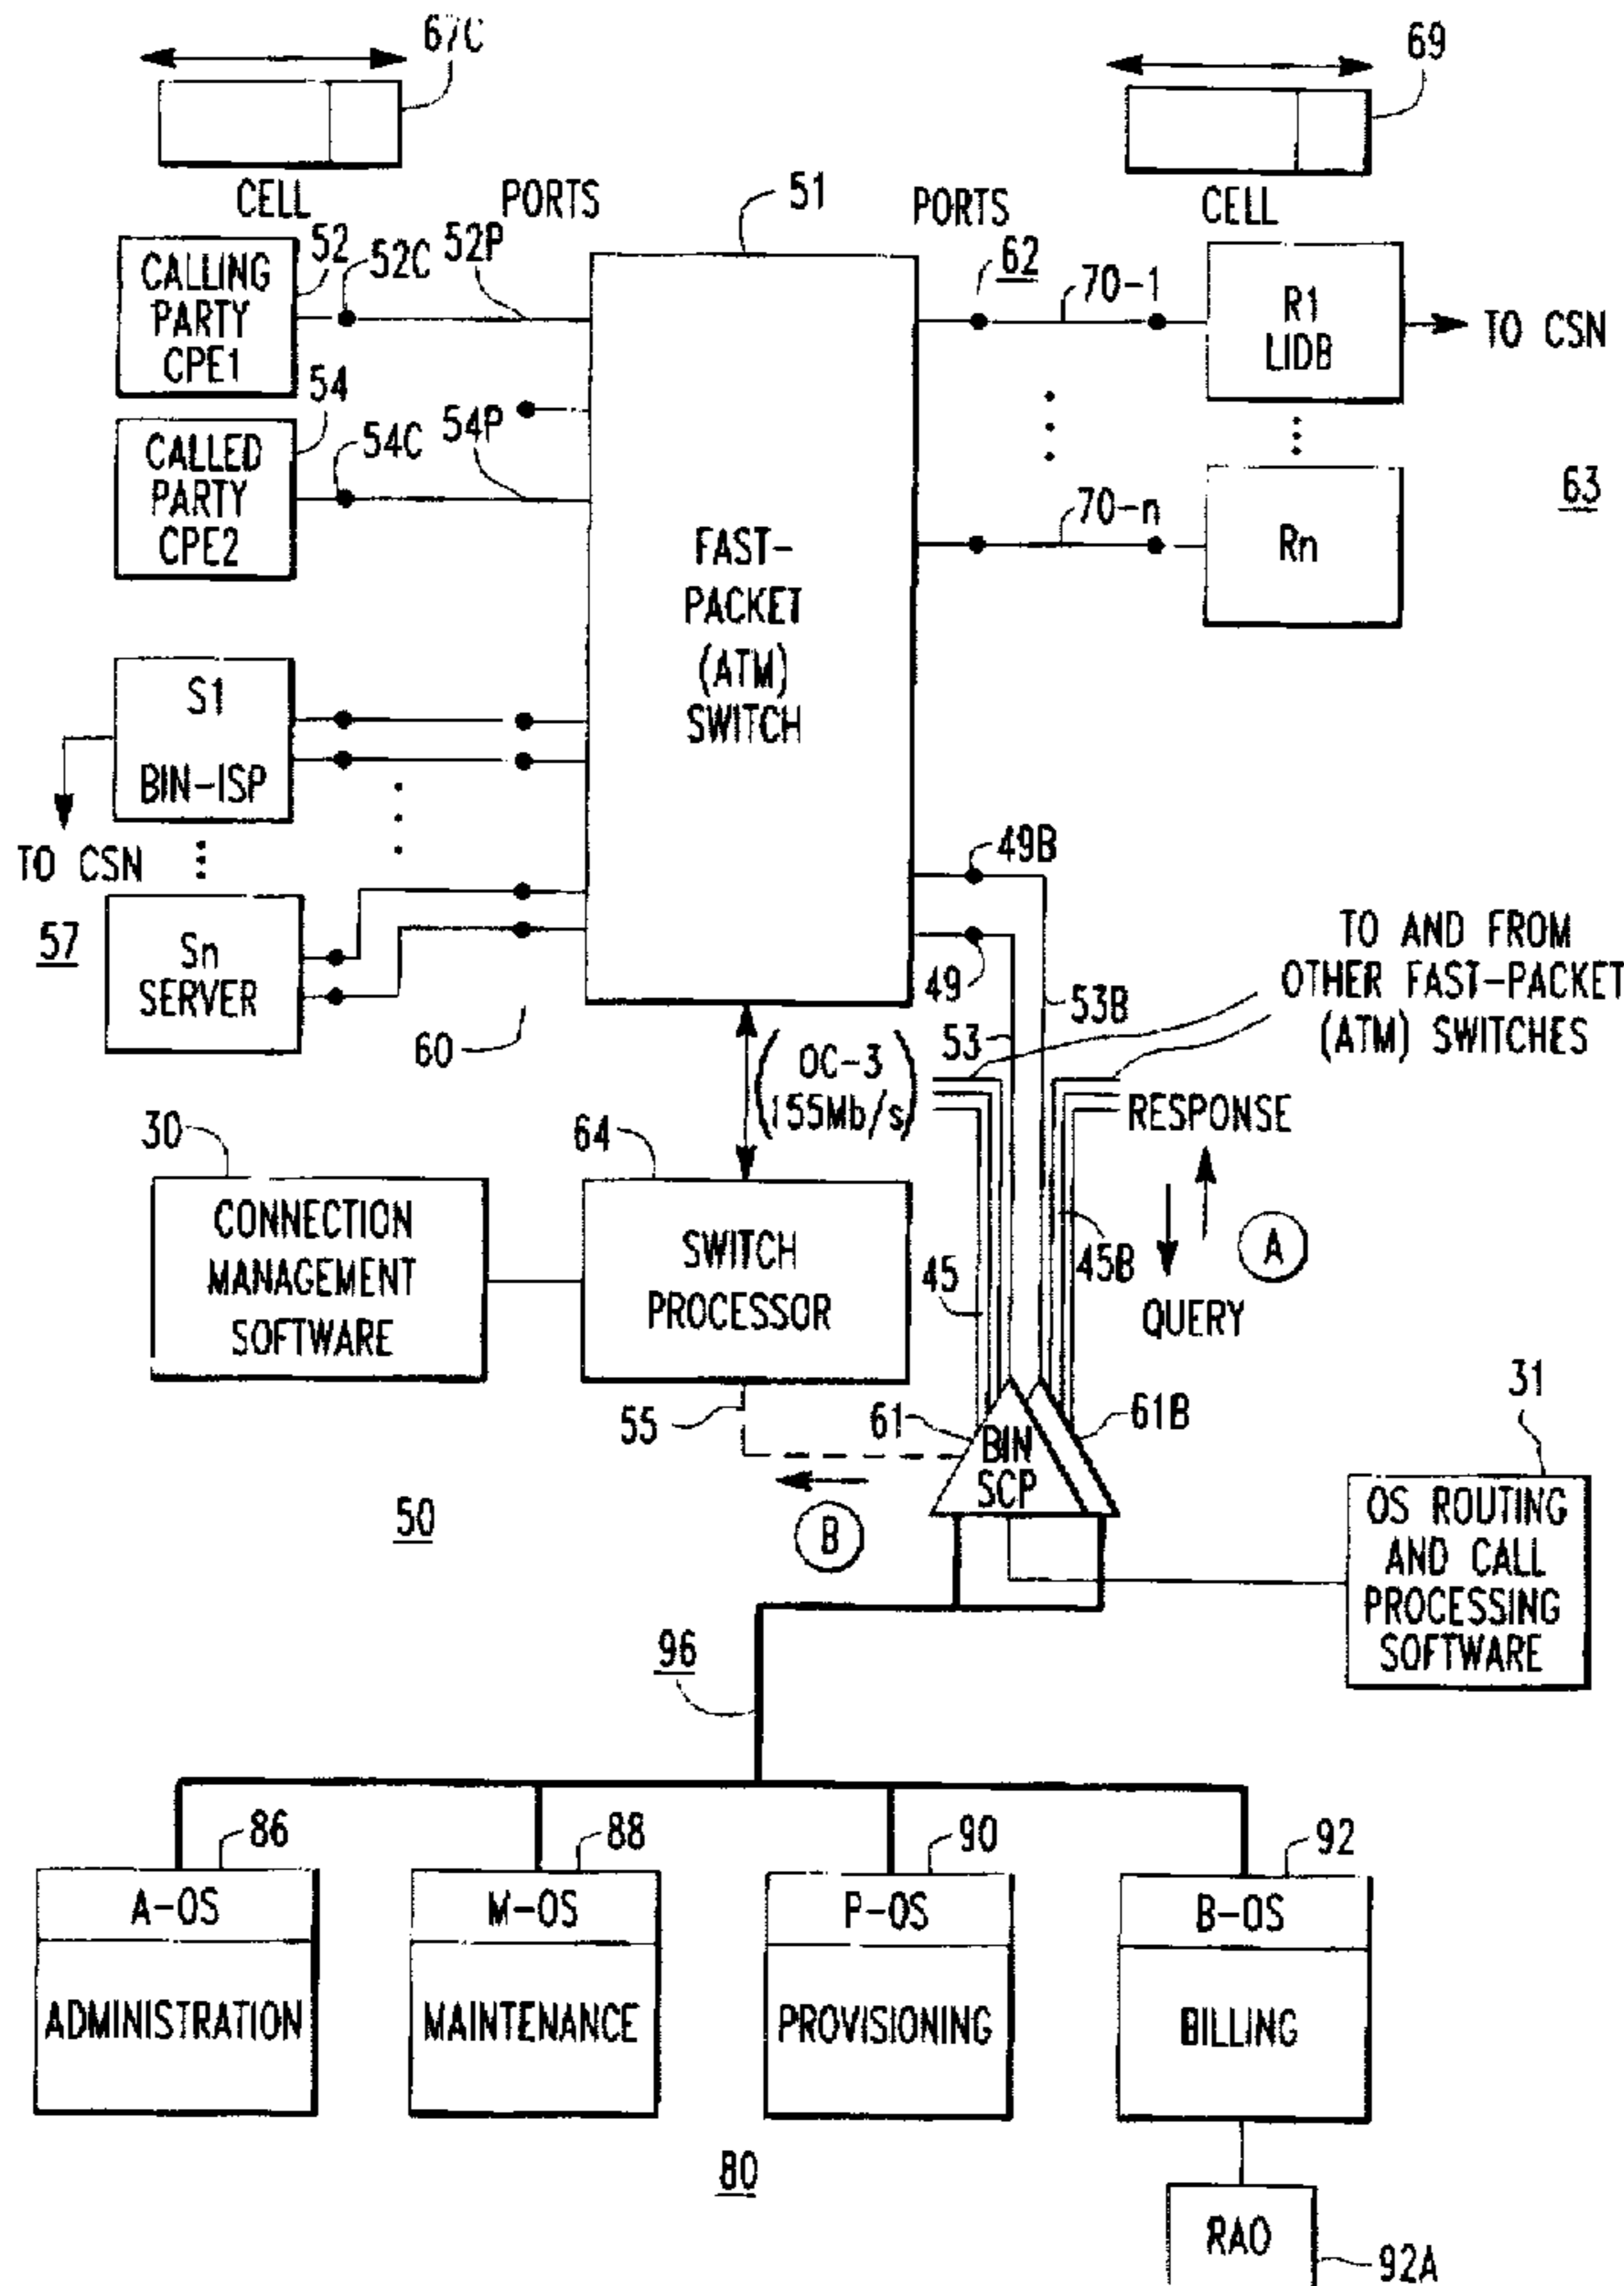 67C
69
CELL
PORTS
51
PORTS
CELL
52
52C
52P
62
70-1
CALLING
PARTY
CPE1
R1
LIDB
TO CSN
54
54C
54P
CALLED
PARTY
CPE2
70-n
Rn
63
FAST-
PACKET
(ATM)
SWITCH
S1
BIN-ISP
TO CSN
49B
57
Sn
SERVER
49
60
53
53B
TO AND FROM
OTHER FAST-PACKET
(ATM) SWITCHES
(OC-3
155Mb/s)
RESPONSE
30
64
CONNECTION
MANAGEMENT
SOFTWARE
SWITCH
PROCESSOR
45
45B
A
QUERY
55
61
BIN
SCP
61B
31
B
50
OS ROUTING
AND CALL
PROCESSING
SOFTWARE
96
86
88
90
92
A-OS
ADMINISTRATION
M-OS
MAINTENANCE
P-OS
PROVISIONING
B-OS
BILLING
80
RAO
92A